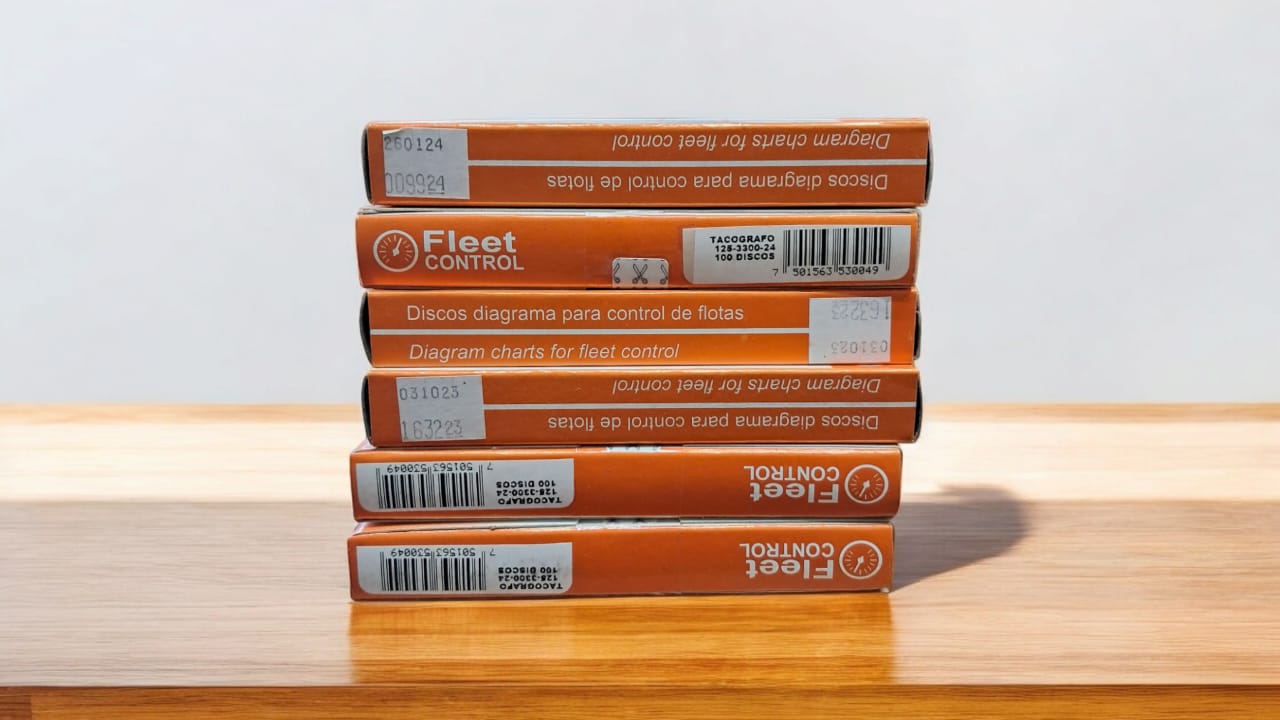 260124
009924
Diagram charts for fleet control
Discos diagrama para control de flotas
Fleet
CONTROL
TACOGRAFO
125-3300-24
100 DISCOS
7 501563 530049
Discos diagrama para control de flotas
Diagram charts for fleet control
163223
031023
031023
163223
Diagram charts for fleet control
Discos diagrama para control de flotas
TACOGRAFO
125-3300-24
100 DISCOS
7 501563 530049
Fleet
CONTROL
TACOGRAFO
125-3300-24
100 DISCOS
7 501563 530049
Fleet
CONTROL